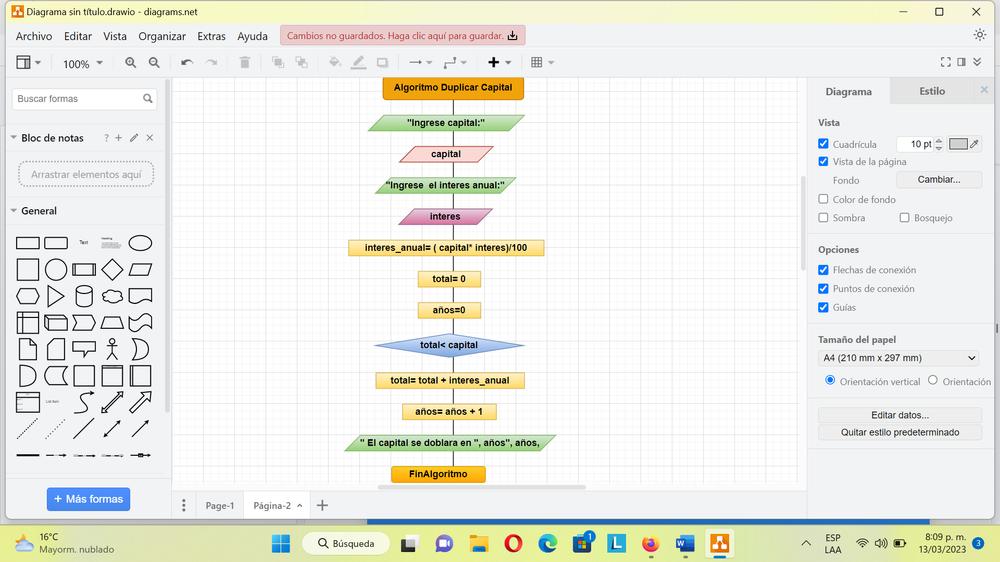 Diagrama sin título.drawio - diagrams.net
Archivo Editar Vista Organizar Extras Ayuda Cambios no guardados. Haga clic aquí para guardar.
100%
Buscar formas
Bloc de notas ?
Arrastrar elementos aquí
General
Text
Heading
List
List Item
+ Más formas
Algoritmo Duplicar Capital
"Ingrese capital:"
capital
"Ingrese  el interes anual:"
interes
interes_anual= ( capital* interes)/100
total= 0
años=0
total< capital
total= total + interes_anual
años= años + 1
" El capital se doblara en ", años", años,
FinAlgoritmo
Page-1 Página-2
Diagrama Estilo
Vista
Cuadrícula 10 pt
Vista de la página
Fondo Cambiar...
Color de fondo
Sombra Bosquejo
Opciones
Flechas de conexión
Puntos de conexión
Guías
Tamaño del papel
A4 (210 mm x 297 mm)
Orientación vertical Orientación
Editar datos...
Quitar estilo predeterminado
16°C
Mayorm. nublado
Búsqueda
1
L
W
ESP
LAA
8:09 p. m.
13/03/2023
3